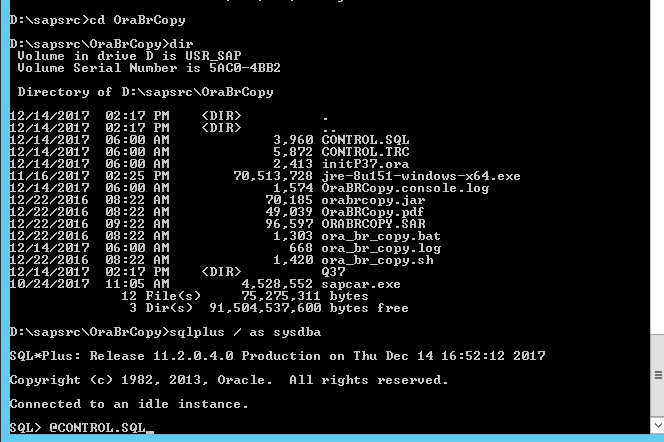 D:\sapsrc>cd OraBrCopy
D:\sapsrc\OraBrCopy>dir
Volume in drive D is USR_SAP
Volume Serial Number is 5AC0-4BB2
Directory of D:\sapsrc\OraBrCopy
12/14/2017 02:17 PM <DIR> .
12/14/2017 02:17 PM <DIR> ..
12/14/2017 06:00 AM 3,960 CONTROL.SQL
12/14/2017 06:00 AM 5,872 CONTROL.TRC
12/14/2017 06:00 AM 2,413 initP37.ora
11/16/2017 02:25 PM 70,513,728 jre-8u151-windows-x64.exe
12/14/2017 06:00 AM 1,574 OraBRCopy.console.log
12/22/2016 08:22 AM 70,185 orabrcopy.jar
12/22/2016 08:22 AM 49,039 OraBRCopy.pdf
12/22/2016 09:22 AM 96,597 ORABRCOPY.SAR
12/22/2016 08:22 AM 1,303 ora_br_copy.bat
12/14/2017 06:00 AM 668 ora_br_copy.log
12/22/2016 08:22 AM 1,420 ora_br_copy.sh
12/14/2017 02:17 PM <DIR> Q37
10/24/2017 11:05 AM 4,528,552 sapcar.exe
12 File(s) 75,275,311 bytes
3 Dir(s) 91,504,537,600 bytes free
D:\sapsrc\OraBrCopy>sqlplus / as sysdba
SQL*Plus: Release 11.2.0.4.0 Production on Thu Dec 14 16:52:12 2017
Copyright (c) 1982, 2013, Oracle. All rights reserved.
Connected to an idle instance.
SQL> @CONTROL.SQL_